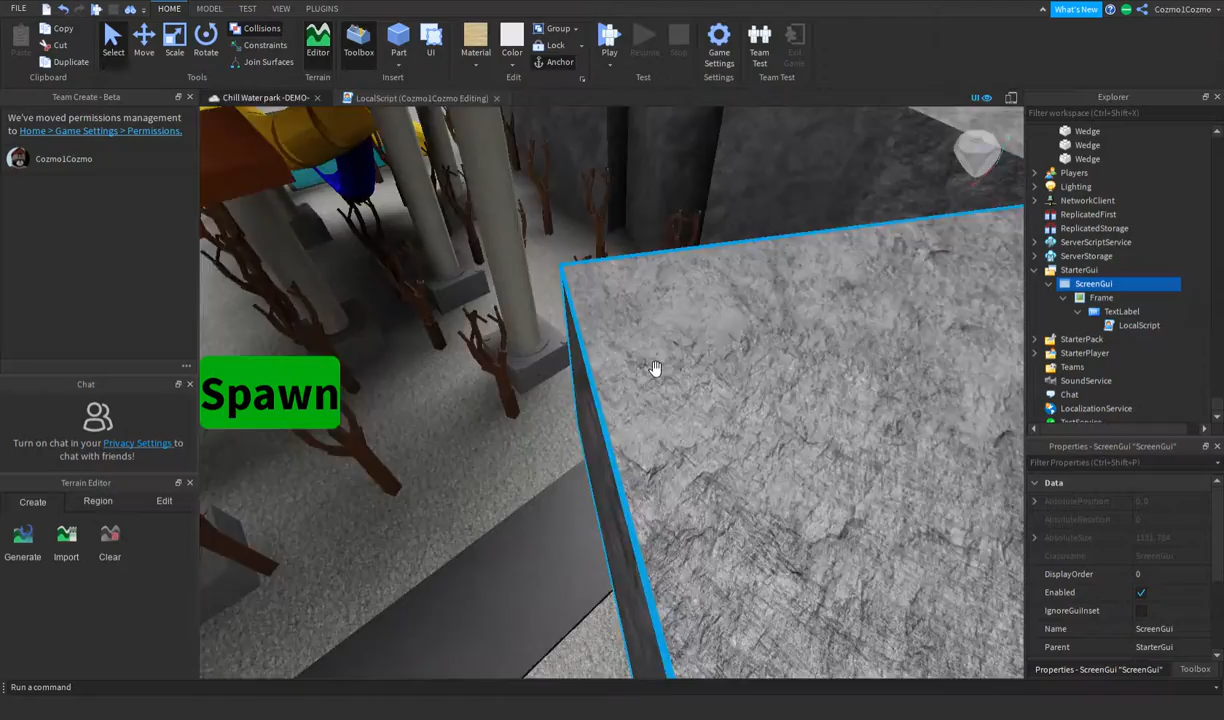 FILE HOME MODEL TEST VIEW PLUGINS What's New Cozmo1Cozmo
Paste Copy Cut Duplicate Clipboard
Select Move Scale Rotate Collisions Constraints Join Surfaces Tools
Editor Terrain
Toolbox Part UI Insert
Material Color Group Lock Anchor Edit
Play Resume Stop Test
Game Settings Settings
Team Test Exit Game Team Test
Team Create - Beta
We've moved permissions management
to Home > Game Settings > Permissions.
Cozmo1Cozmo
Chat
Turn on chat in your Privacy Settings to
chat with friends!
Terrain Editor
Create Region Edit
Generate Import Clear
Chill Water park -DEMO- LocalScript (Cozmo1Cozmo Editing) UI
Spawn
Explorer
Filter workspace (Ctrl+Shift+X)
Wedge
Wedge
Wedge
Players
Lighting
NetworkClient
ReplicatedFirst
ReplicatedStorage
ServerScriptService
ServerStorage
StarterGui
ScreenGui
Frame
TextLabel
LocalScript
StarterPack
StarterPlayer
Teams
SoundService
Chat
LocalizationService
TestService
Properties - ScreenGui "ScreenGui"
Filter Properties (Ctrl+Shift+P)
Data
AbsolutePosition 0, 0
AbsoluteRotation 0
AbsoluteSize
ClassName ScreenGui
DisplayOrder 0
Enabled
IgnoreGuiInset
Name ScreenGui
Parent StarterGui
Properties - ScreenGui "ScreenGui" Toolbox
Run a command